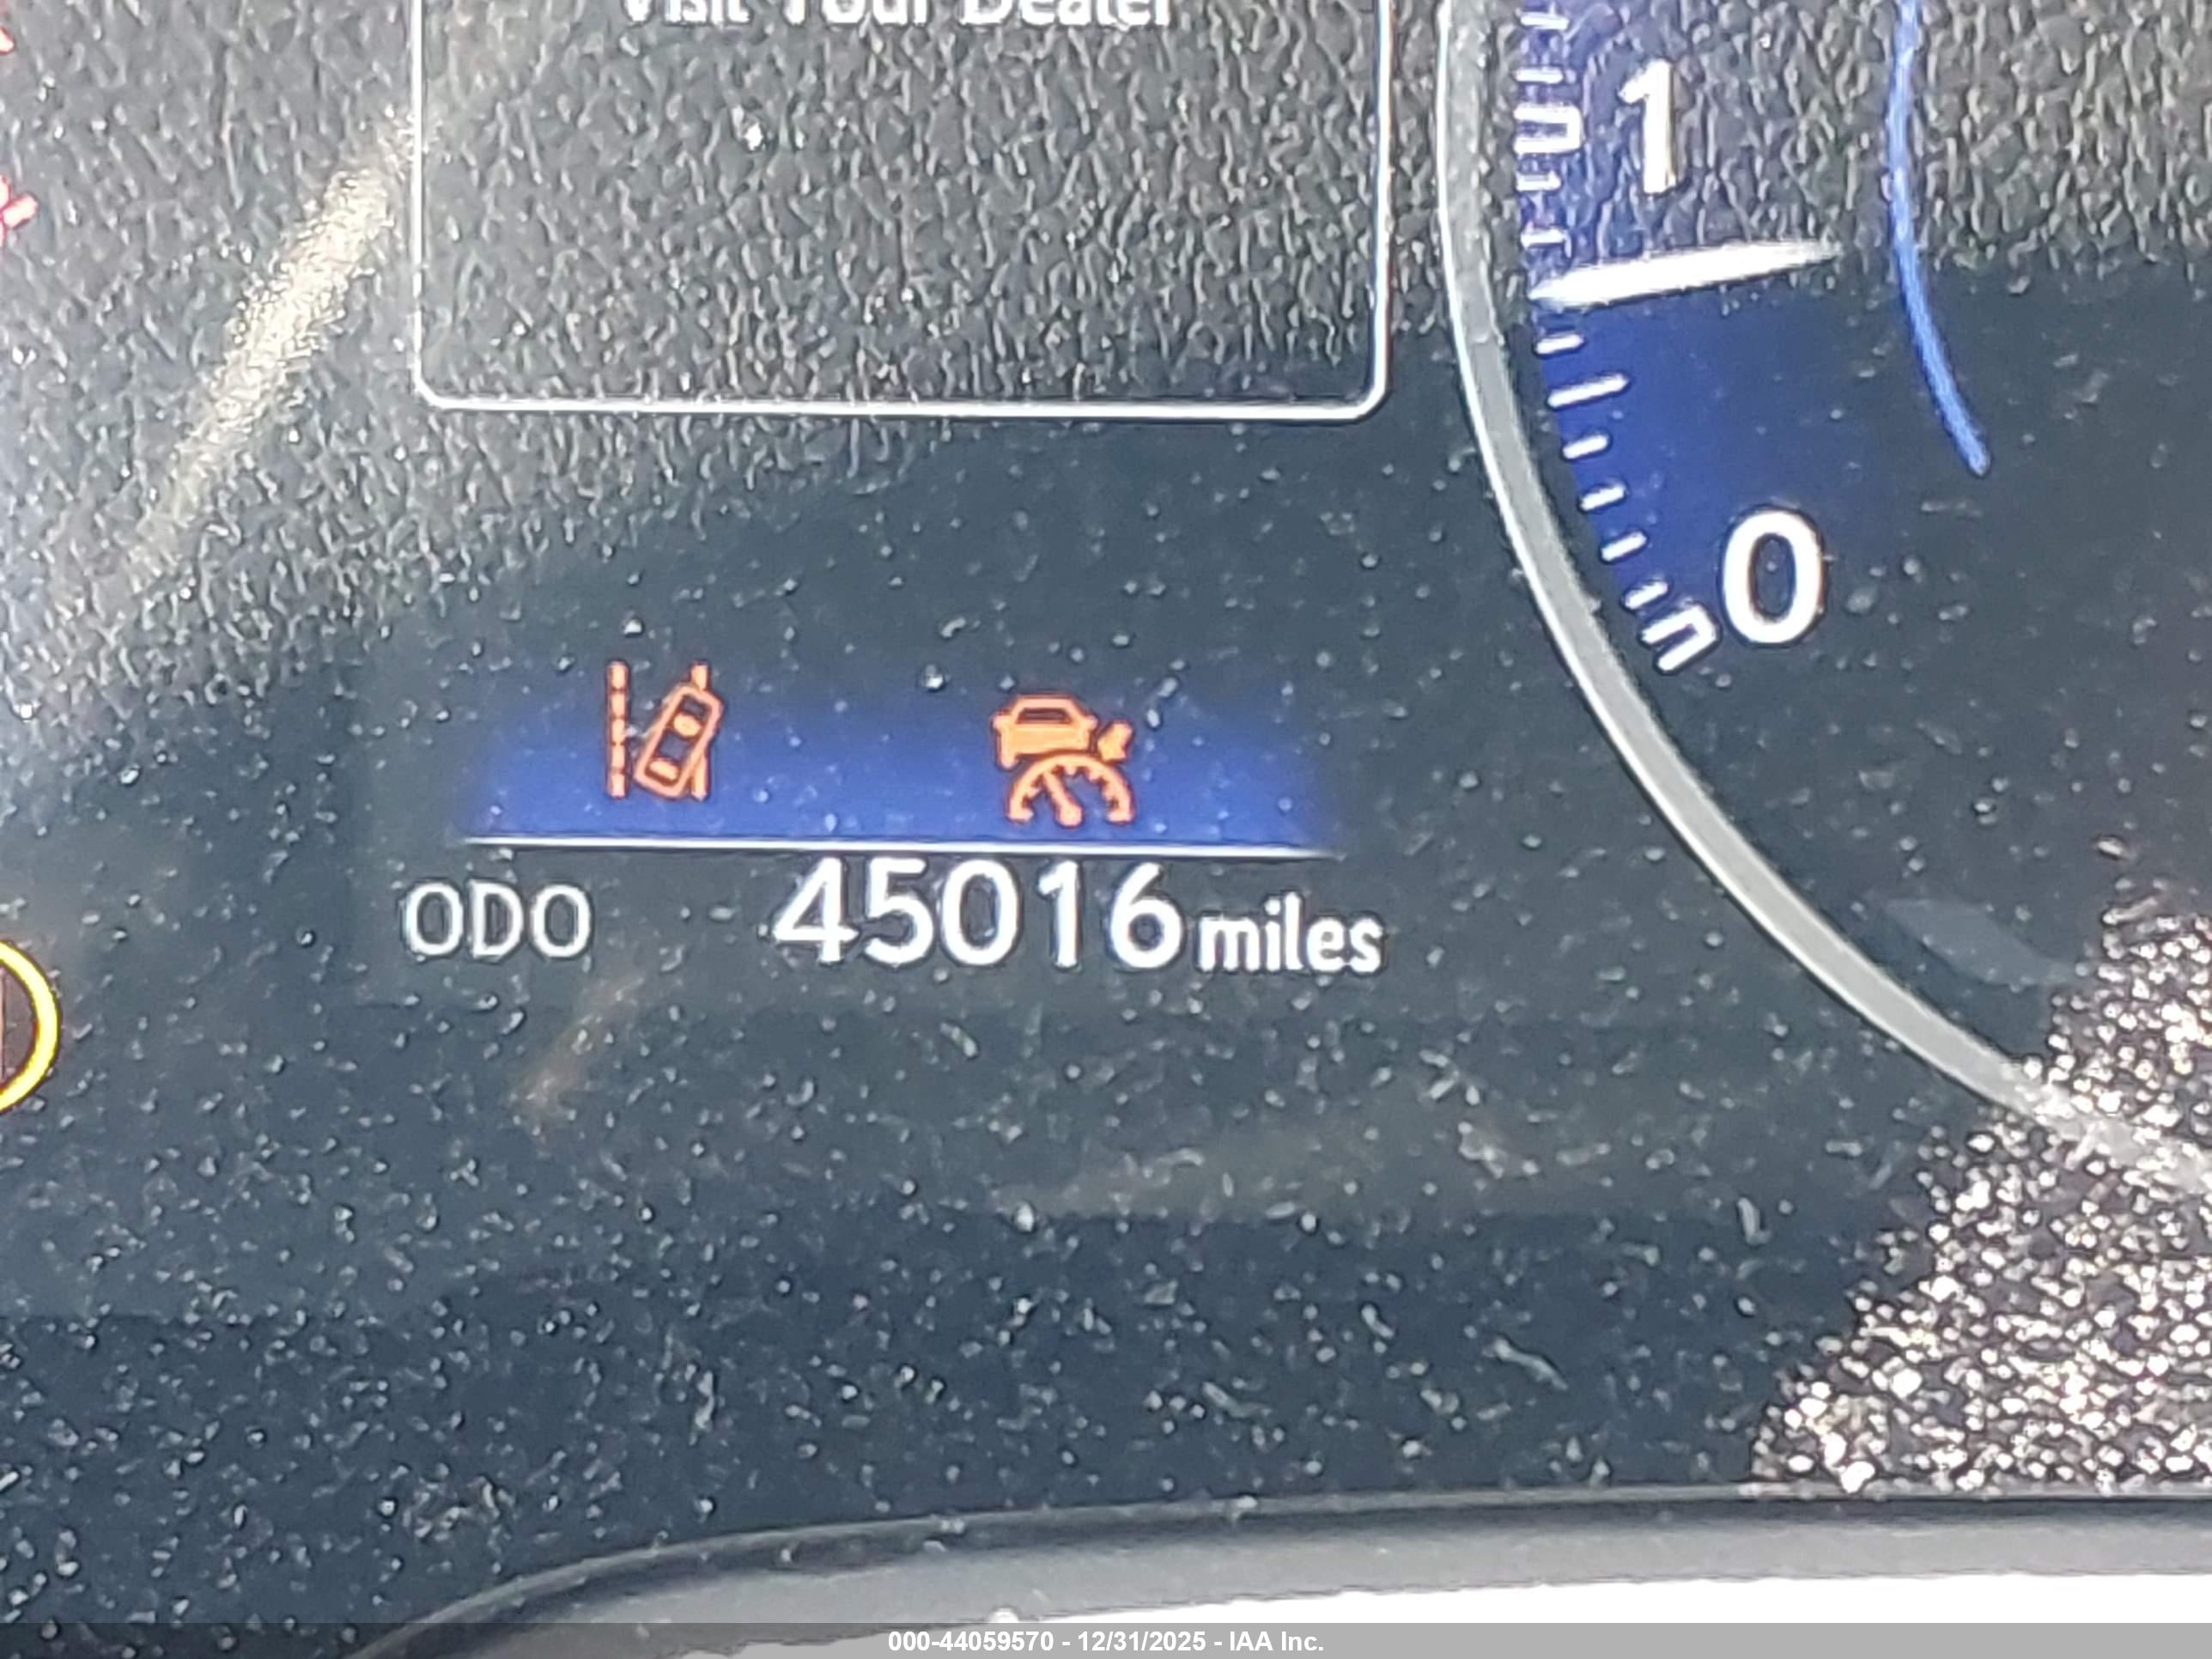 Visit Your Dealer
1
0
ODO 45016 miles
000-44059570 - 12/31/2025 - IAA Inc.